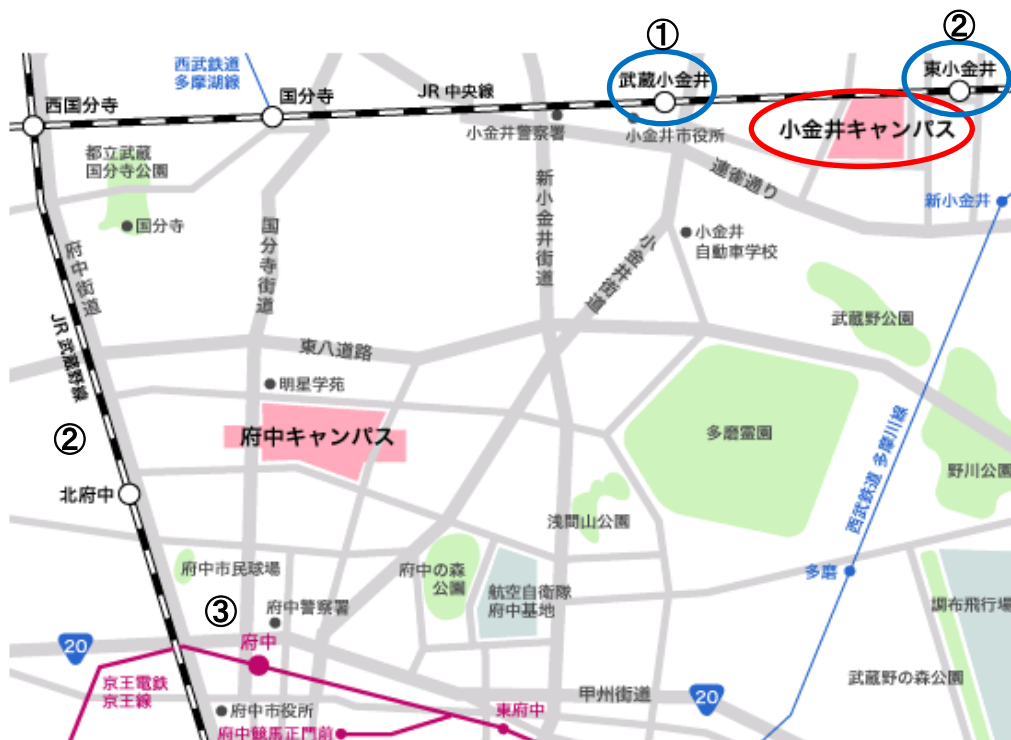 ①
②
西武鉄道
多摩湖線
武蔵小金井
東小金井
西国分寺
国分寺
JR 中央線
小金井警察署
小金井市役所
小金井キャンパス
都立武蔵
国分寺公園
連雀通り
新小金井
国分寺
国分寺街道
新小金井街道
小金井街道
小金井
自動車学校
府中街道
JR 武蔵野線
武蔵野公園
東八道路
明星学苑
府中キャンパス
多磨霊園
②
北府中
西武鉄道 多摩川線
野川公園
浅間山公園
府中市民球場
府中の森
公園
航空自衛隊
府中基地
多磨
調布飛行場
③
府中警察署
府中
20
京王電鉄
京王線
武蔵野の森公園
甲州街道
20
府中市役所
東府中
府中競馬正門前